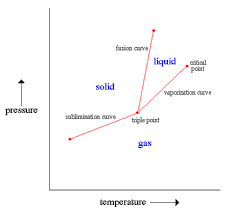 fusion curve
liquid
critical
point
solid
vaporization curve
pressure
sublimation curve
triple point
gas
temperature